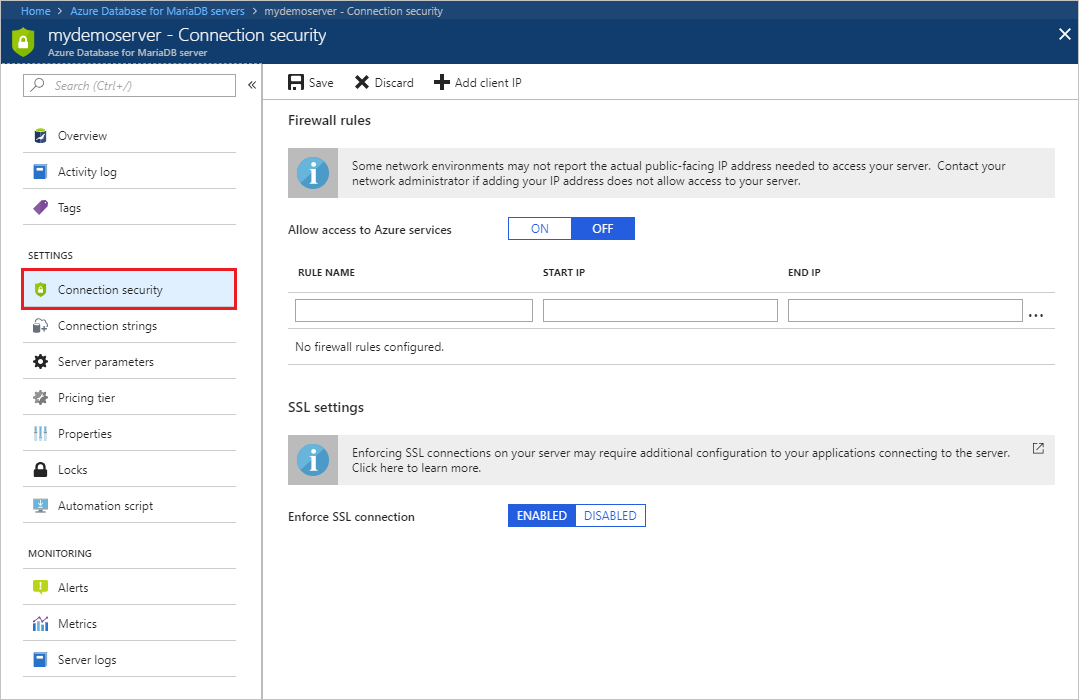 Home > Azure Database for MariaDB servers > mydemoserver - Connection security
mydemoserver - Connection security
Azure Database for MariaDB server
Search (Ctrl+/)
«
Overview
Activity log
Tags
SETTINGS
Connection security
Connection strings
Server parameters
Pricing tier
Properties
Locks
Automation script
MONITORING
Alerts
Metrics
Server logs
Save Discard Add client IP
Firewall rules
Some network environments may not report the actual public-facing IP address needed to access your server. Contact your
network administrator if adding your IP address does not allow access to your server.
Allow access to Azure services ON OFF
RULE NAME START IP END IP
...
No firewall rules configured.
SSL settings
Enforcing SSL connections on your server may require additional configuration to your applications connecting to the server.
Click here to learn more.
Enforce SSL connection ENABLED DISABLED